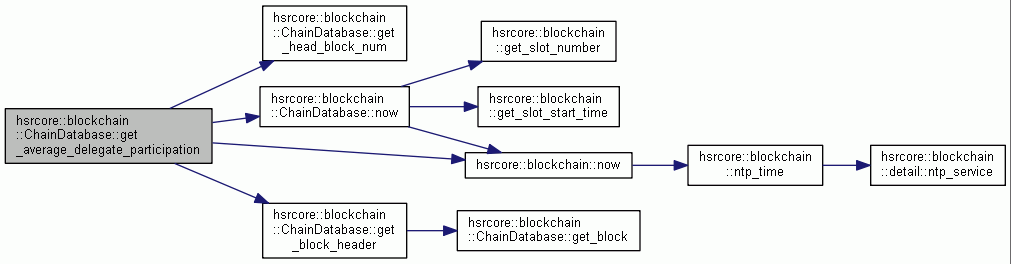 hsrcore::blockchain
::ChainDatabase::get
_average_delegate_participation
hsrcore::blockchain
::ChainDatabase::get
_head_block_num
hsrcore::blockchain
::ChainDatabase::now
hsrcore::blockchain
::get_slot_number
hsrcore::blockchain
::get_slot_start_time
hsrcore::blockchain::now
hsrcore::blockchain
::ntp_time
hsrcore::blockchain
::detail::ntp_service
hsrcore::blockchain
::ChainDatabase::get
_block_header
hsrcore::blockchain
::ChainDatabase::get_block